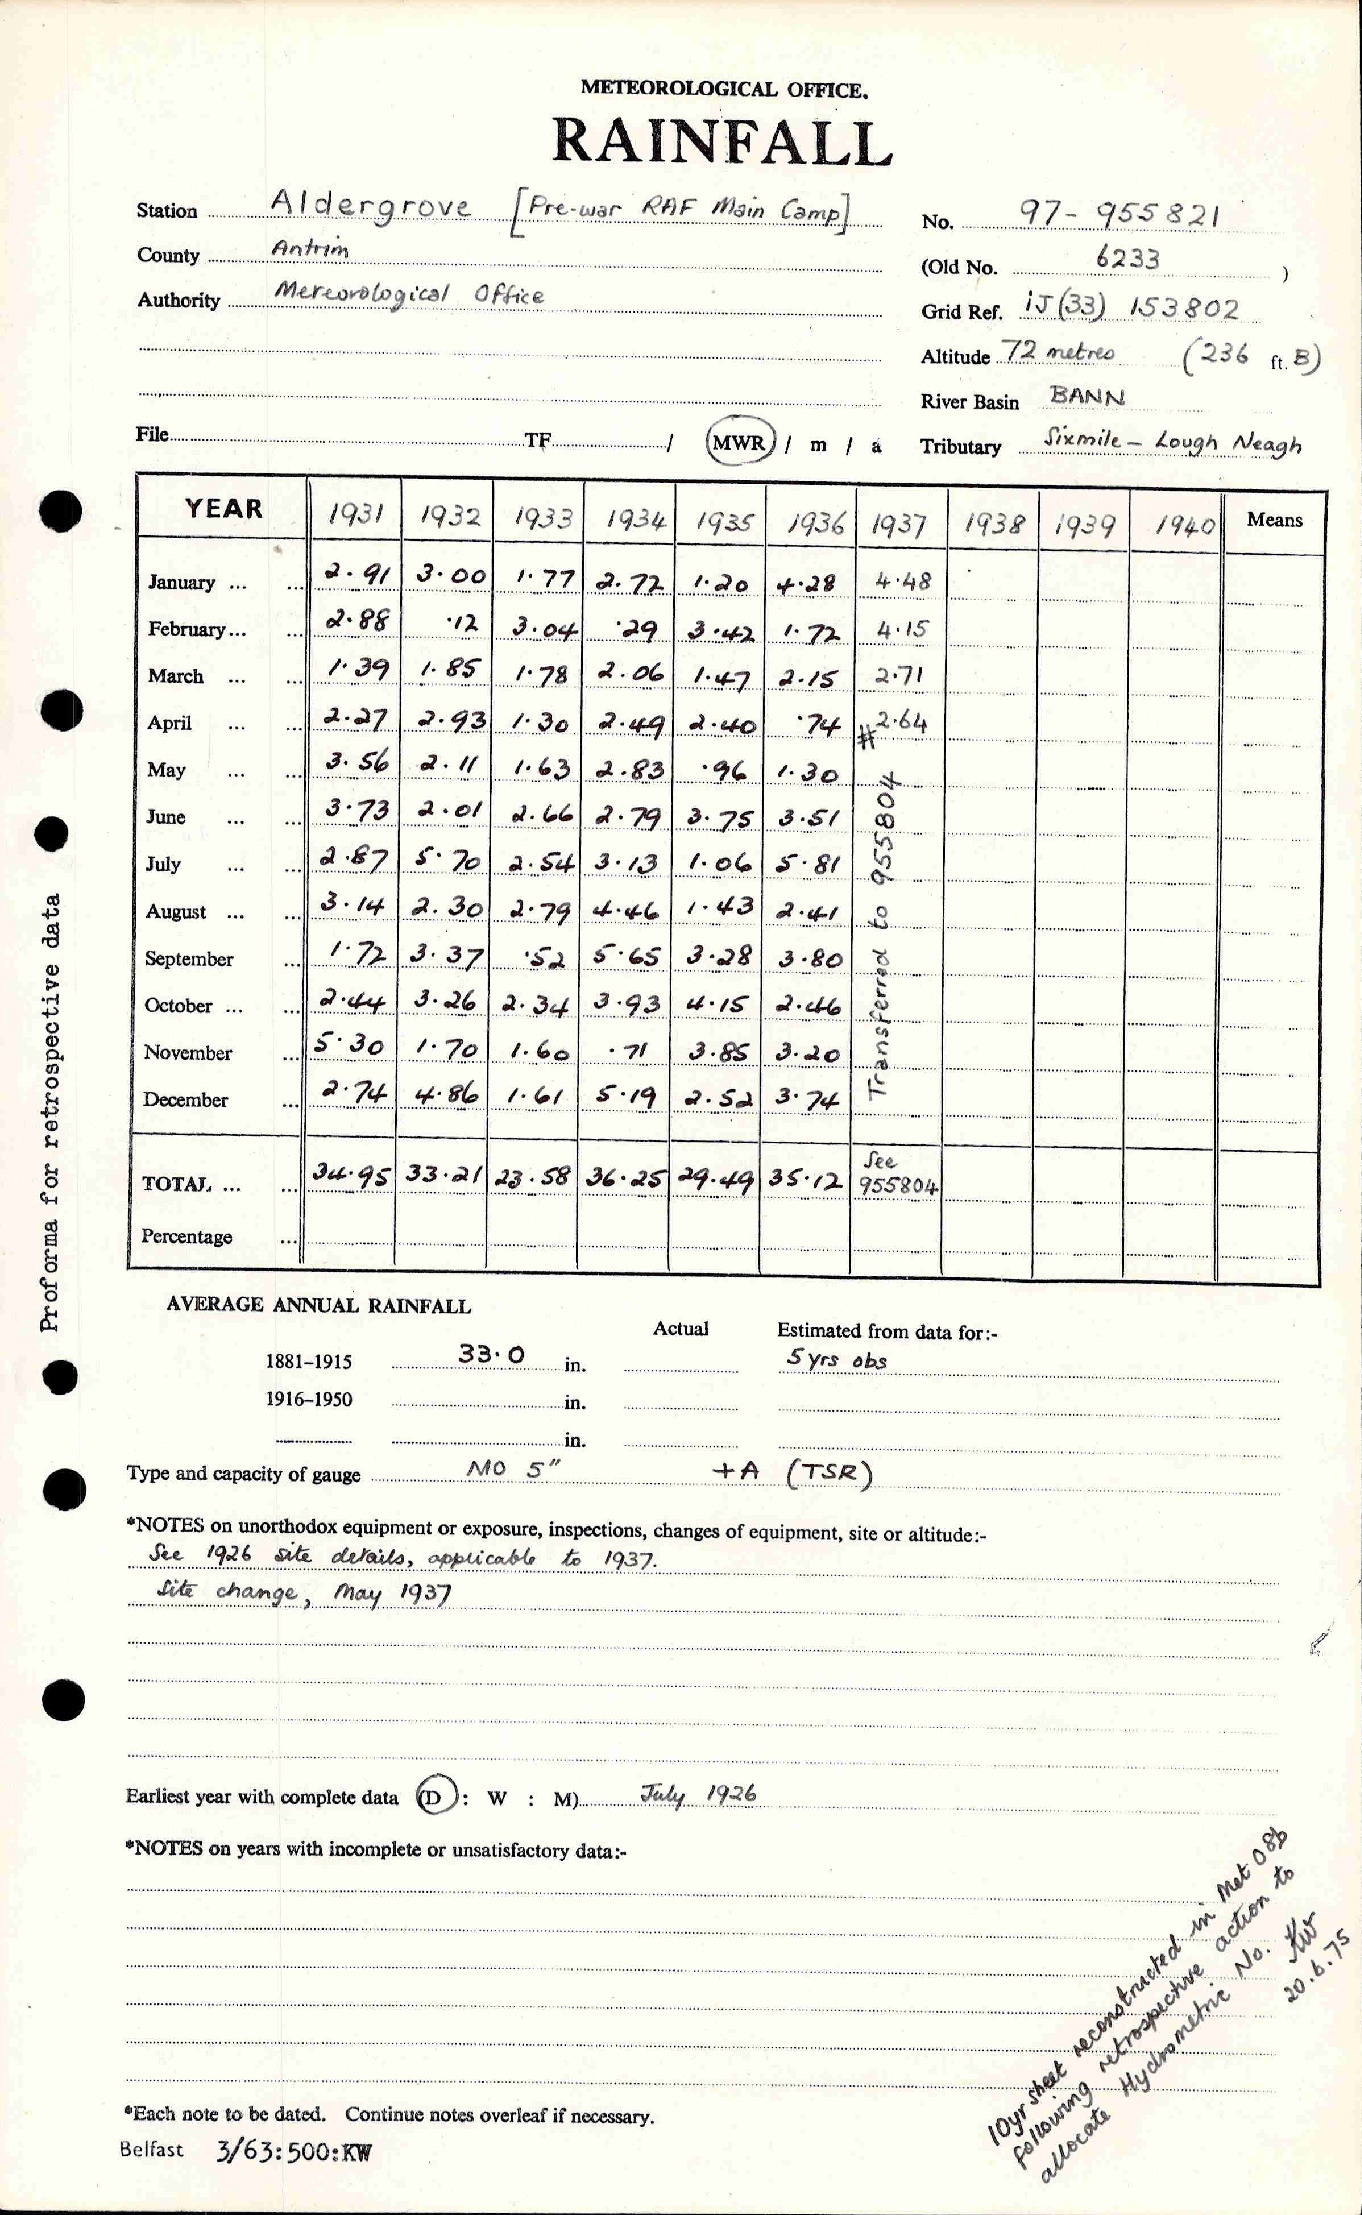 METEOROLOGICAL OFFICE.
RAINFALL
Station Aldergrove [Pre-war RAF Main Camp]
No. 97- 955821
County Antrim
(Old No. 6233 )
Authority Meteorological Office
Grid Ref. iJ (33) 153802
Altitude 72 metres (236 ft. B)
River Basin BANN
File TF / MWR / m / a Tributary Sixmile - Lough Neagh
YEAR 1931 1932 1933 1934 1935 1936 1937 1938 1939 1940 Means
January ... ... 2.91 3.00 1.77 2.72 1.20 4.28 4.48
February... ... 2.88 .12 3.04 .29 3.42 1.72 4.15
March ... ... 1.39 1.85 1.78 2.06 1.47 2.15 2.71
April ... ... 2.27 2.93 1.30 2.49 2.40 .74 #2.64
May ... ... 3.56 2.11 1.63 2.83 .96 1.30
June ... ... 3.73 2.01 2.66 2.79 3.75 3.51
July ... ... 2.87 5.70 2.54 3.13 1.06 5.81
August ... ... 3.14 2.30 2.79 4.46 1.43 2.41
September ... 1.72 3.37 .52 5.65 3.28 3.80
October ... ... 2.44 3.26 2.34 3.93 4.15 2.46
November ... 5.30 1.70 1.60 .71 3.85 3.20
December ... 2.74 4.86 1.61 5.19 2.52 3.74
Transferred to 955804
TOTAL ... ... 34.95 33.21 23.58 36.25 29.49 35.12 See 955804
Percentage ...
AVERAGE ANNUAL RAINFALL
Actual Estimated from data for:-
1881-1915 33.0 in. 5 yrs obs
1916-1950 in.
in.
Type and capacity of gauge MO 5" +A (TSR)
*NOTES on unorthodox equipment or exposure, inspections, changes of equipment, site or altitude:-
See 1926 site details, applicable to 1937.
Site change, May 1937
Earliest year with complete data (D : W : M) July 1926
*NOTES on years with incomplete or unsatisfactory data:-
10yr sheet reconstructed in Met O 8b
following retrospective action to
allocate Hydrometric No. KW
20.6.75
*Each note to be dated. Continue notes overleaf if necessary.
Belfast 3/63:500:KW
Proforma for retrospective data